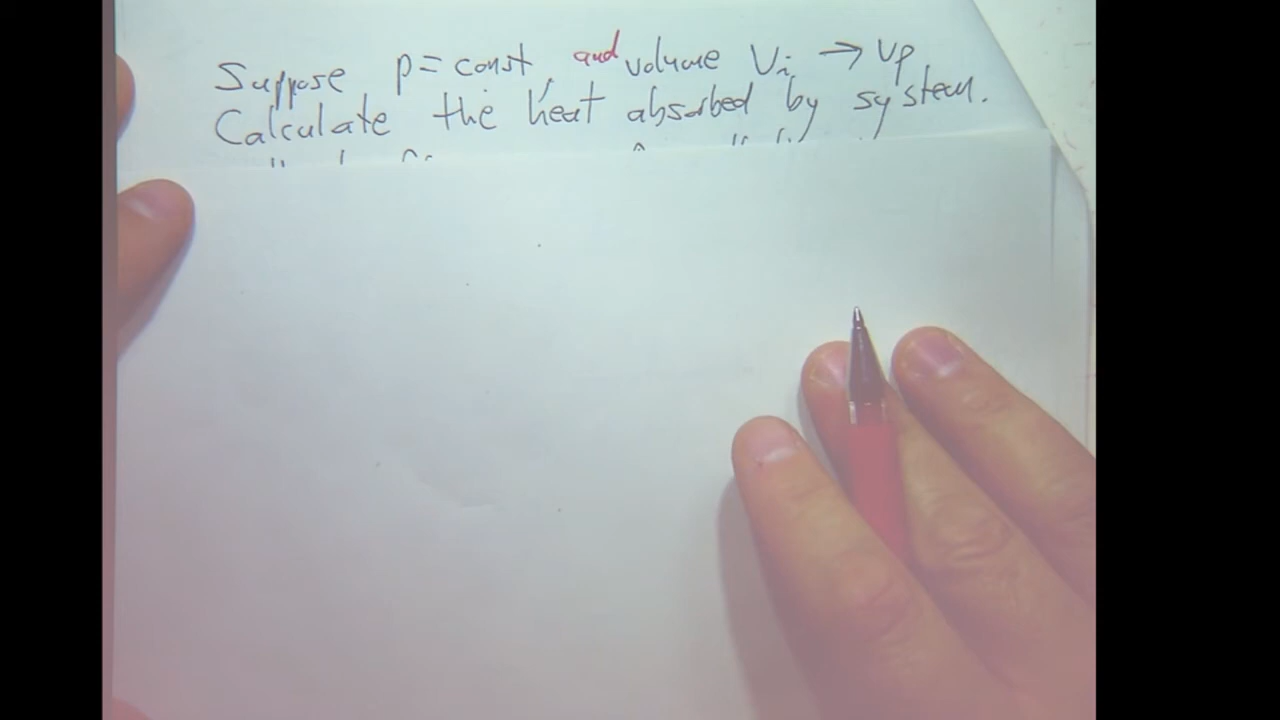 Suppose p = const, and volume Vi → Vf
Calculate the heat absorbed by system.